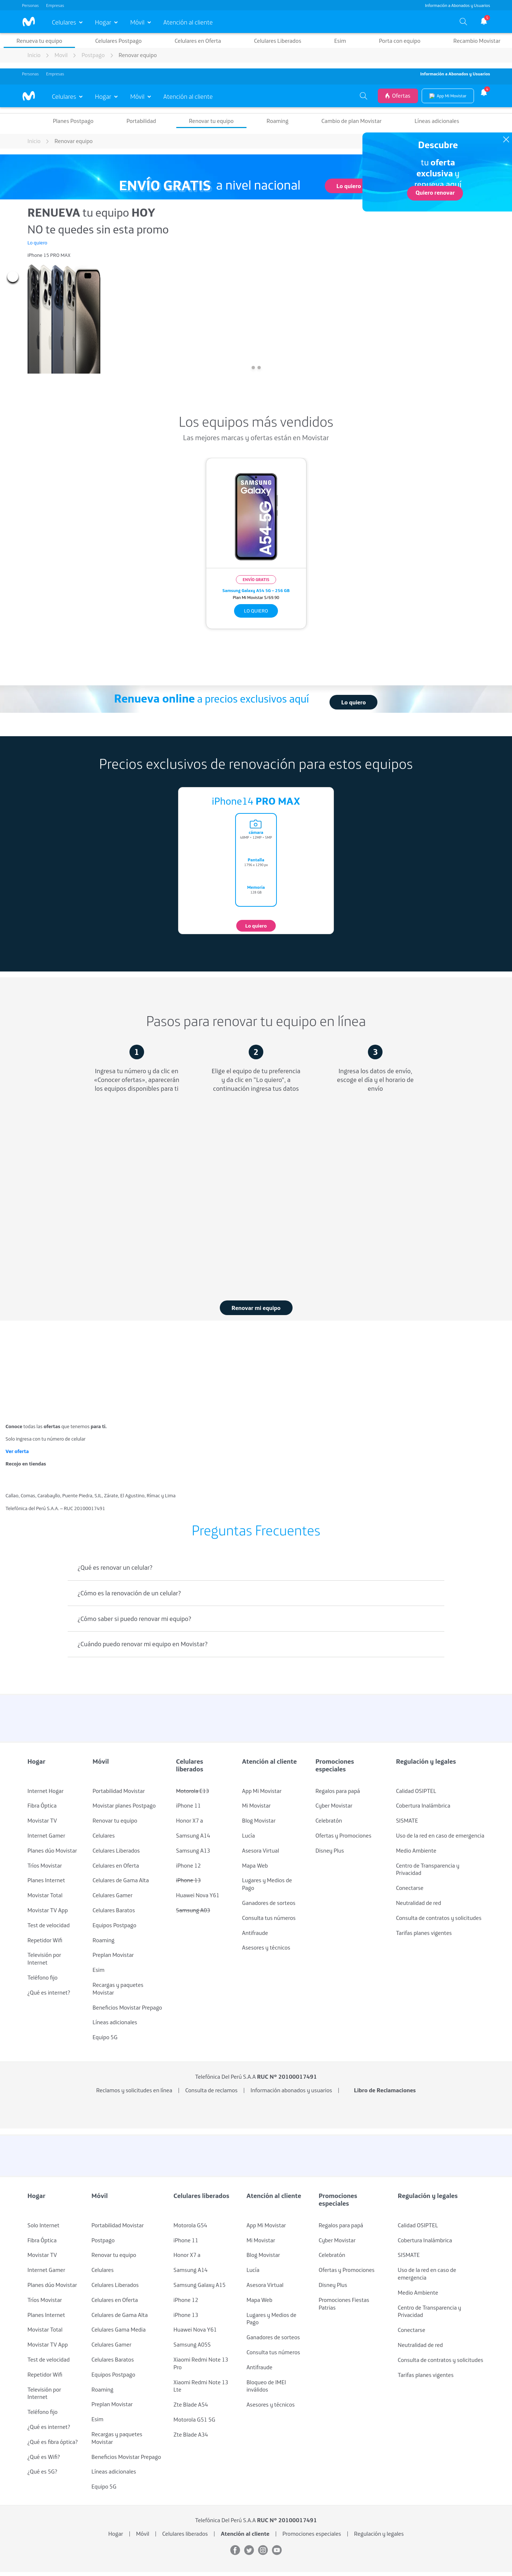 Personas Empresas Información a Abonados y Usuarios
Celulares Hogar Móvil Atención al cliente
Renueva tu equipo Celulares Postpago Celulares en Oferta Celulares Liberados Esim Porta con equipo Recambio Movistar
Inicio Movil Postpago Renovar equipo
Personas Empresas Información a Abonados y Usuarios
Celulares Hogar Móvil Atención al cliente Ofertas App Mi Movistar
Planes Postpago Portabilidad Renovar tu equipo Roaming Cambio de plan Movistar Líneas adicionales
Inicio Renovar equipo
Descubre
tu oferta
exclusiva y
renueva aquí
Quiero renovar
ENVÍO GRATIS a nivel nacional Lo quiero
RENUEVA tu equipo HOY
NO te quedes sin esta promo
Lo quiero
iPhone 15 PRO MAX
Los equipos más vendidos
Las mejores marcas y ofertas están en Movistar
SAMSUNG
Galaxy
A54 5G
ENVÍO GRATIS
Samsung Galaxy A54 5G – 256 GB
Plan Mi Movistar S/69.90
LO QUIERO
Renueva online a precios exclusivos aquí Lo quiero
Precios exclusivos de renovación para estos equipos
iPhone14 PRO MAX
cámara
48MP + 12MP + 12MP
Pantalla
2796 x 1290 px
Memoria
128 GB
Lo quiero
Pasos para renovar tu equipo en línea
1
Ingresa tu número y da clic en
«Conocer ofertas», aparecerán
los equipos disponibles para ti
2
Elige el equipo de tu preferencia
y da clic en "Lo quiero", a
continuación ingresa tus datos
3
Ingresa los datos de envío,
escoge el día y el horario de
envío
Renovar mi equipo
Conoce todas las ofertas que tenemos para ti.
Solo ingresa con tu número de celular
Ver oferta
Recojo en tiendas
Callao, Comas, Carabayllo, Puente Piedra, SJL, Zárate, El Agustino, Rímac y Lima
Telefónica del Perú S.A.A. – RUC 20100017491
Preguntas Frecuentes
¿Qué es renovar un celular?
¿Cómo es la renovación de un celular?
¿Cómo saber si puedo renovar mi equipo?
¿Cuándo puedo renovar mi equipo en Movistar?
Hogar
Internet Hogar
Fibra Óptica
Movistar TV
Internet Gamer
Planes dúo Movistar
Tríos Movistar
Planes Internet
Movistar Total
Movistar TV App
Test de velocidad
Repetidor Wifi
Televisión por
Internet
Teléfono fijo
¿Qué es internet?
Móvil
Portabilidad Movistar
Movistar planes Postpago
Renovar tu equipo
Celulares
Celulares Liberados
Celulares en Oferta
Celulares de Gama Alta
Celulares Gamer
Celulares Baratos
Equipos Postpago
Roaming
Preplan Movistar
Esim
Recargas y paquetes
Movistar
Beneficios Movistar Prepago
Líneas adicionales
Equipo 5G
Celulares
liberados
Motorola E13
iPhone 11
Honor X7 a
Samsung A14
Samsung A13
iPhone 12
iPhone 13
Huawei Nova Y61
Samsung A03
Atención al cliente
App Mi Movistar
Mi Movistar
Blog Movistar
Lucía
Asesora Virtual
Mapa Web
Lugares y Medios de
Pago
Ganadores de sorteos
Consulta tus números
Antifraude
Asesores y técnicos
Promociones
especiales
Regalos para papá
Cyber Movistar
Celebratón
Ofertas y Promociones
Disney Plus
Regulación y legales
Calidad OSIPTEL
Cobertura Inalámbrica
SISMATE
Uso de la red en caso de emergencia
Medio Ambiente
Centro de Transparencia y
Privacidad
Conectarse
Neutralidad de red
Consulta de contratos y solicitudes
Tarifas planes vigentes
Telefónica Del Perú S.A.A RUC N° 20100017491
Reclamos y solicitudes en línea | Consulta de reclamos | Información abonados y usuarios | Libro de Reclamaciones
Hogar
Solo Internet
Fibra Óptica
Movistar TV
Internet Gamer
Planes dúo Movistar
Tríos Movistar
Planes Internet
Movistar Total
Movistar TV App
Test de velocidad
Repetidor Wifi
Televisión por
Internet
Teléfono fijo
¿Qué es internet?
¿Qué es fibra óptica?
¿Qué es Wifi?
¿Qué es 5G?
Móvil
Portabilidad Movistar
Postpago
Renovar tu equipo
Celulares
Celulares Liberados
Celulares en Oferta
Celulares de Gama Alta
Celulares Gama Media
Celulares Gamer
Celulares Baratos
Equipos Postpago
Roaming
Preplan Movistar
Esim
Recargas y paquetes
Movistar
Beneficios Movistar Prepago
Líneas adicionales
Equipo 5G
Celulares liberados
Motorola G54
iPhone 11
Honor X7 a
Samsung A14
Samsung Galaxy A15
iPhone 12
iPhone 13
Huawei Nova Y61
Samsung A05S
Xiaomi Redmi Note 13
Pro
Xiaomi Redmi Note 13
Lte
Zte Blade A54
Motorola G51 5G
Zte Blade A34
Atención al cliente
App Mi Movistar
Mi Movistar
Blog Movistar
Lucía
Asesora Virtual
Mapa Web
Lugares y Medios de
Pago
Ganadores de sorteos
Consulta tus números
Antifraude
Bloqueo de IMEI
inválidos
Asesores y técnicos
Promociones
especiales
Regalos para papá
Cyber Movistar
Celebratón
Ofertas y Promociones
Disney Plus
Promociones Fiestas
Patrias
Regulación y legales
Calidad OSIPTEL
Cobertura Inalámbrica
SISMATE
Uso de la red en caso de
emergencia
Medio Ambiente
Centro de Transparencia y
Privacidad
Conectarse
Neutralidad de red
Consulta de contratos y solicitudes
Tarifas planes vigentes
Telefónica Del Perú S.A.A RUC N° 20100017491
Hogar | Móvil | Celulares liberados | Atención al cliente | Promociones especiales | Regulación y legales